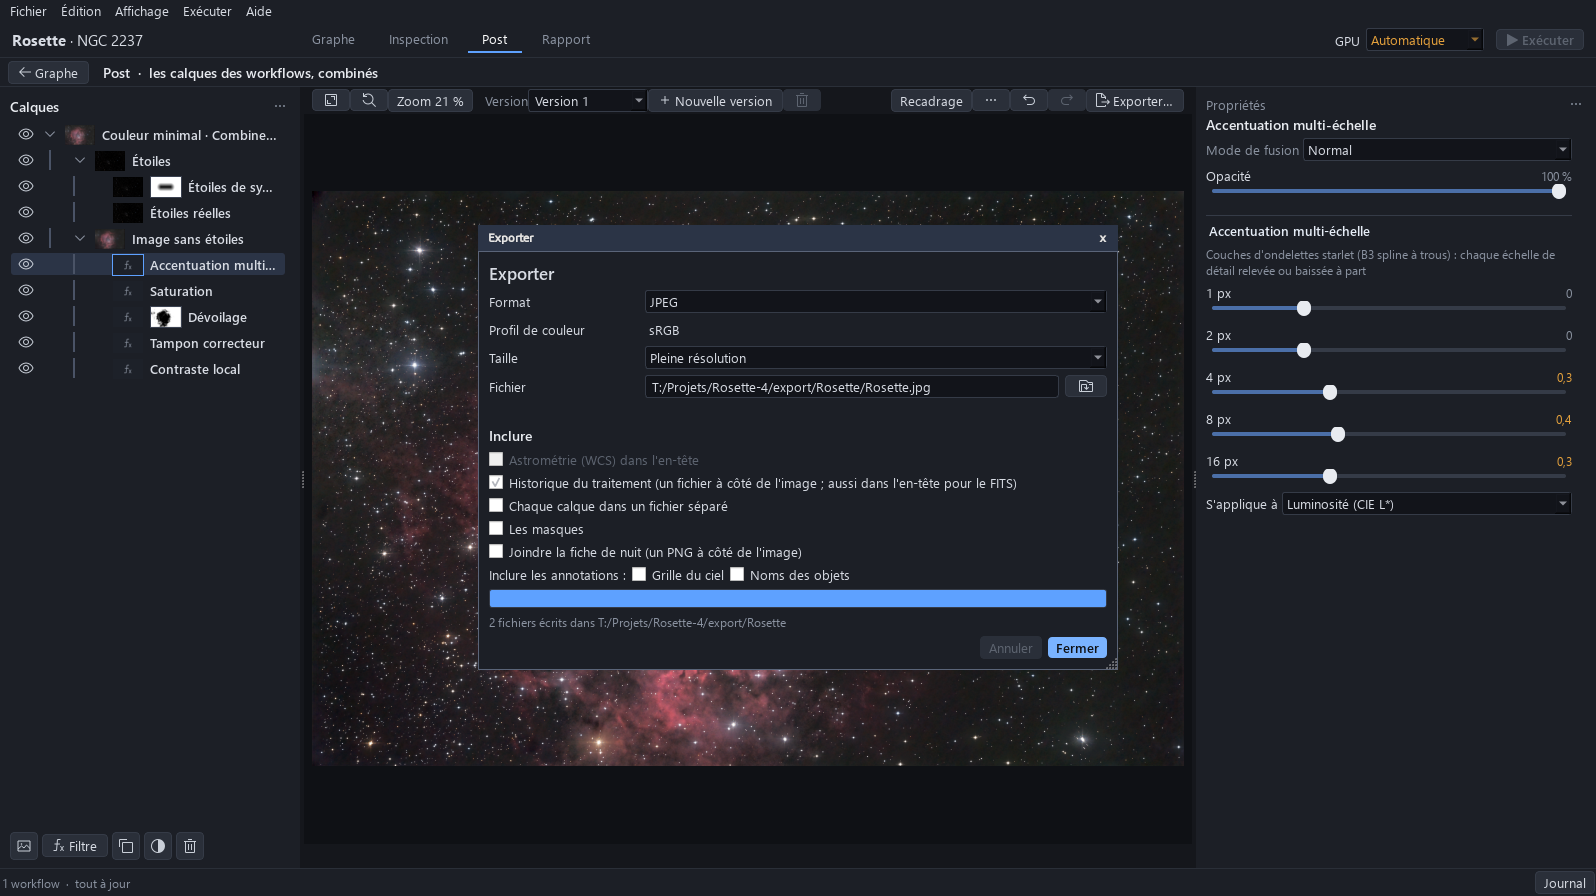 Fichier Édition Affichage Exécuter Aide
Rosette · NGC 2237 Graphe Inspection Post Rapport GPU Automatique Exécuter
Graphe Post · les calques des workflows, combinés
Calques ...
Zoom 21 % Version Version 1 + Nouvelle version Recadrage ... Exporter...
Couleur minimal · Combine...
Étoiles
Étoiles de sy...
Étoiles réelles
Image sans étoiles
fx Accentuation multi...
fx Saturation
fx Dévoilage
fx Tampon correcteur
fx Contraste local
fx Filtre
Exporter x
Exporter
Format JPEG
Profil de couleur sRGB
Taille Pleine résolution
Fichier T:/Projets/Rosette-4/export/Rosette/Rosette.jpg
Inclure
Astrométrie (WCS) dans l'en-tête
Historique du traitement (un fichier à côté de l'image ; aussi dans l'en-tête pour le FITS)
Chaque calque dans un fichier séparé
Les masques
Joindre la fiche de nuit (un PNG à côté de l'image)
Inclure les annotations : Grille du ciel Noms des objets
2 fichiers écrits dans T:/Projets/Rosette-4/export/Rosette
Annuler Fermer
Propriétés ...
Accentuation multi-échelle
Mode de fusion Normal
Opacité 100 %
Accentuation multi-échelle
Couches d'ondelettes starlet (B3 spline à trous) : chaque échelle de
détail relevée ou baissée à part
1 px 0
2 px 0
4 px 0,3
8 px 0,4
16 px 0,3
S'applique à Luminosité (CIE L*)
1 workflow · tout à jour Journal